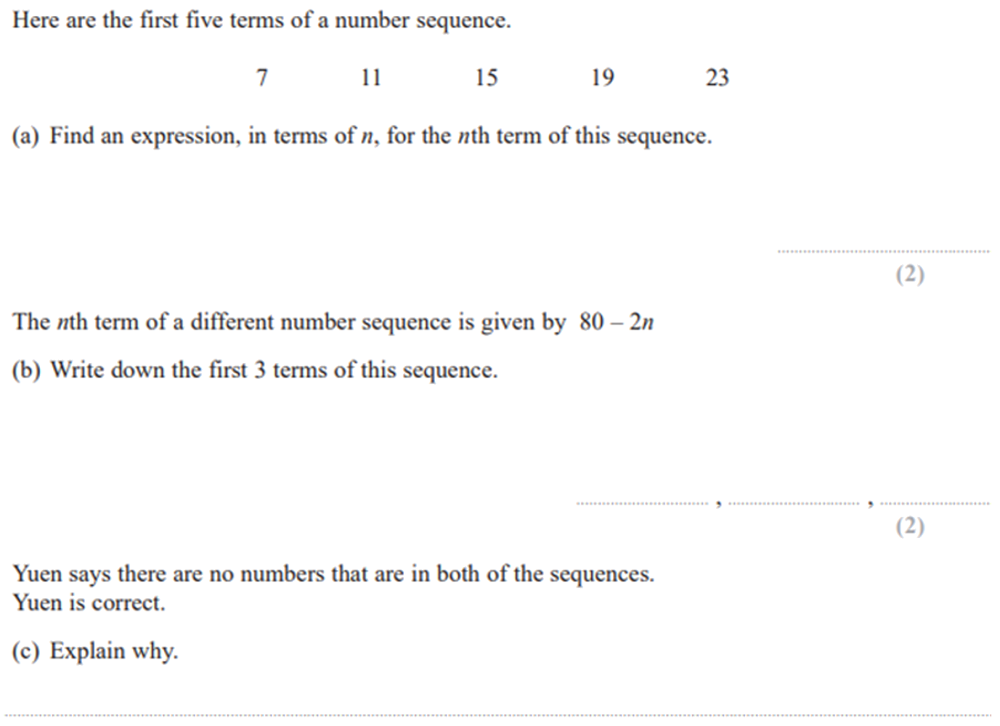 Here are the first five terms of a number sequence.
7 11 15 19 23
(a) Find an expression, in terms of n, for the nth term of this sequence.
(2)
The nth term of a different number sequence is given by 80 – 2n
(b) Write down the first 3 terms of this sequence.
, ,
(2)
Yuen says there are no numbers that are in both of the sequences.
Yuen is correct.
(c) Explain why.